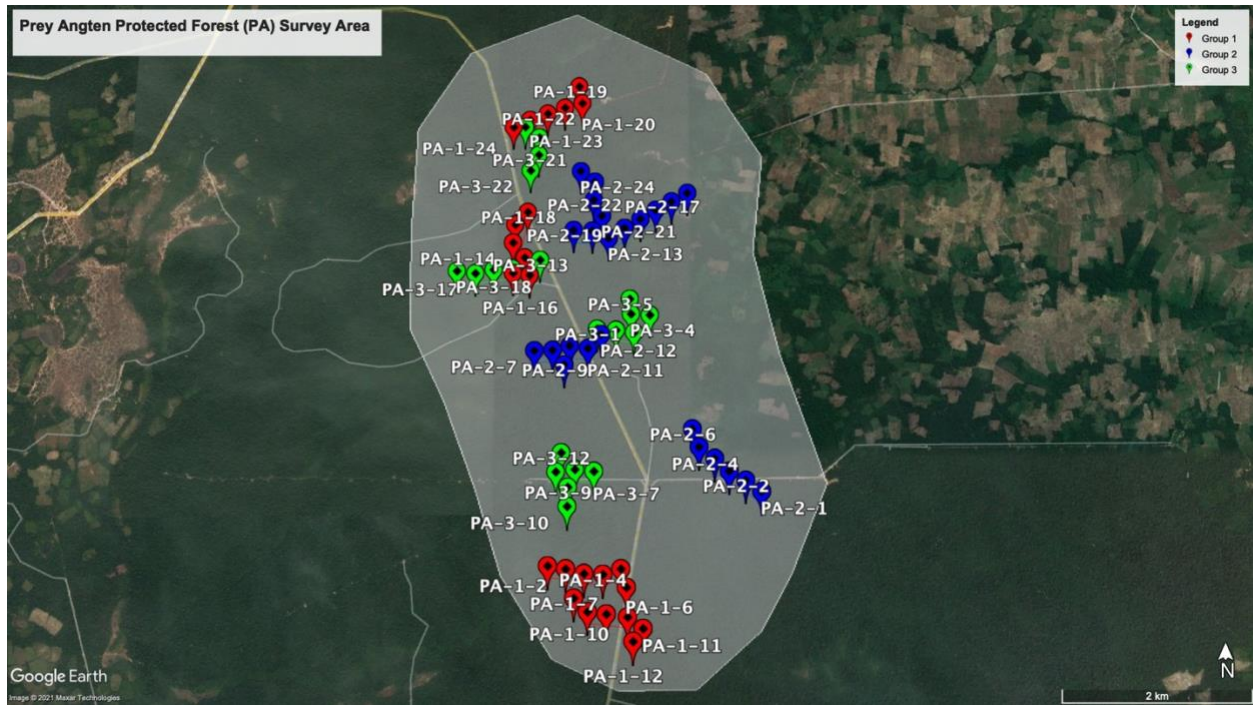 Prey Angten Protected Forest (PA) Survey Area
Legend
Group 1
Group 2
Group 3
PA-1-19
PA-1-22
PA-1-20
PA-1-23
PA-1-24
PA-3-21
PA-3-22
PA-2-24
PA-2-22
PA-2-17
PA-1-18
PA-2-19
PA-2-21
PA-2-13
PA-1-14
PA-3-13
PA-3-17
PA-3-18
PA-1-16
PA-3-5
PA-3-1
PA-3-4
PA-2-12
PA-2-7
PA-2-9
PA-2-11
PA-2-6
PA-3-12
PA-2-4
PA-2-2
PA-3-9
PA-3-7
PA-2-1
PA-3-10
PA-1-2
PA-1-4
PA-1-7
PA-1-6
PA-1-10
PA-1-11
PA-1-12
Google Earth
Image © 2021 Maxar Technologies
N
2 km